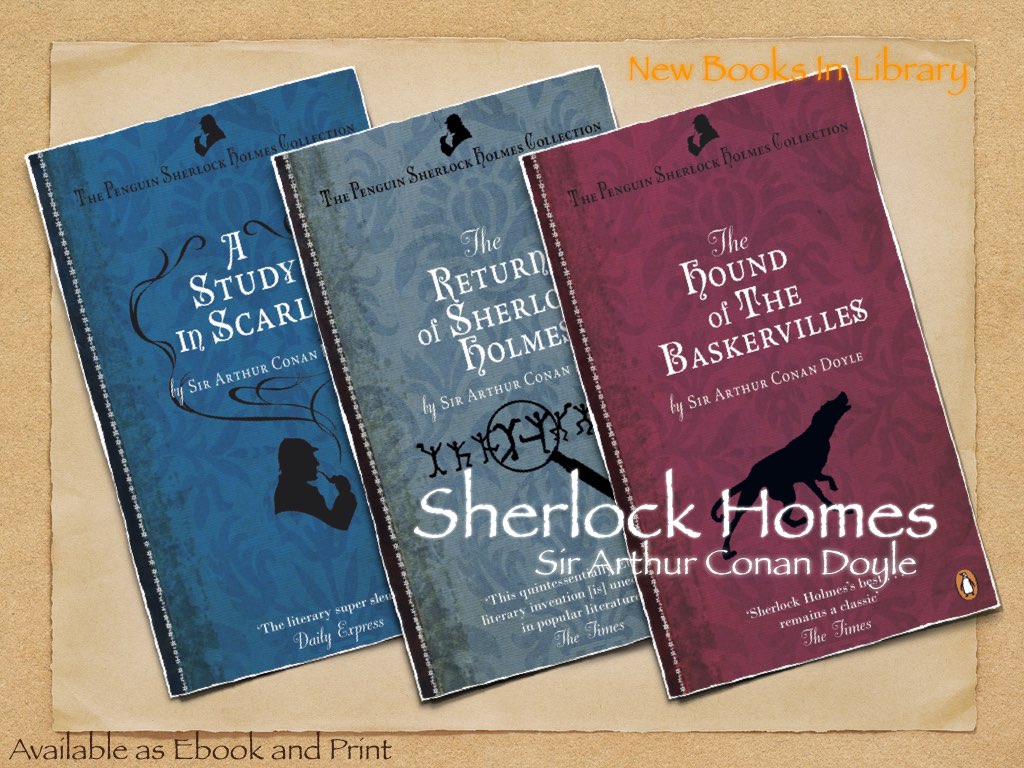 New Books In Library
The Penguin Sherlock Holmes Collection
A
Study
in Scarl
by Sir Arthur Conan
'The literary super sleu
Daily Express
The Penguin Sherlock Holmes Collection
The
Return
of Sherlo
Holmes
by Sir Arthur Conan
'This quintessential
literary invention [is] une
in popular literature
The Times
The Penguin Sherlock Holmes Collection
The
Hound
of The
Baskervilles
by Sir Arthur Conan Doyle
'Sherlock Holmes's best
remains a classic'
The Times
Sherlock Homes
Sir Arthur Conan Doyle
Available as Ebook and Print